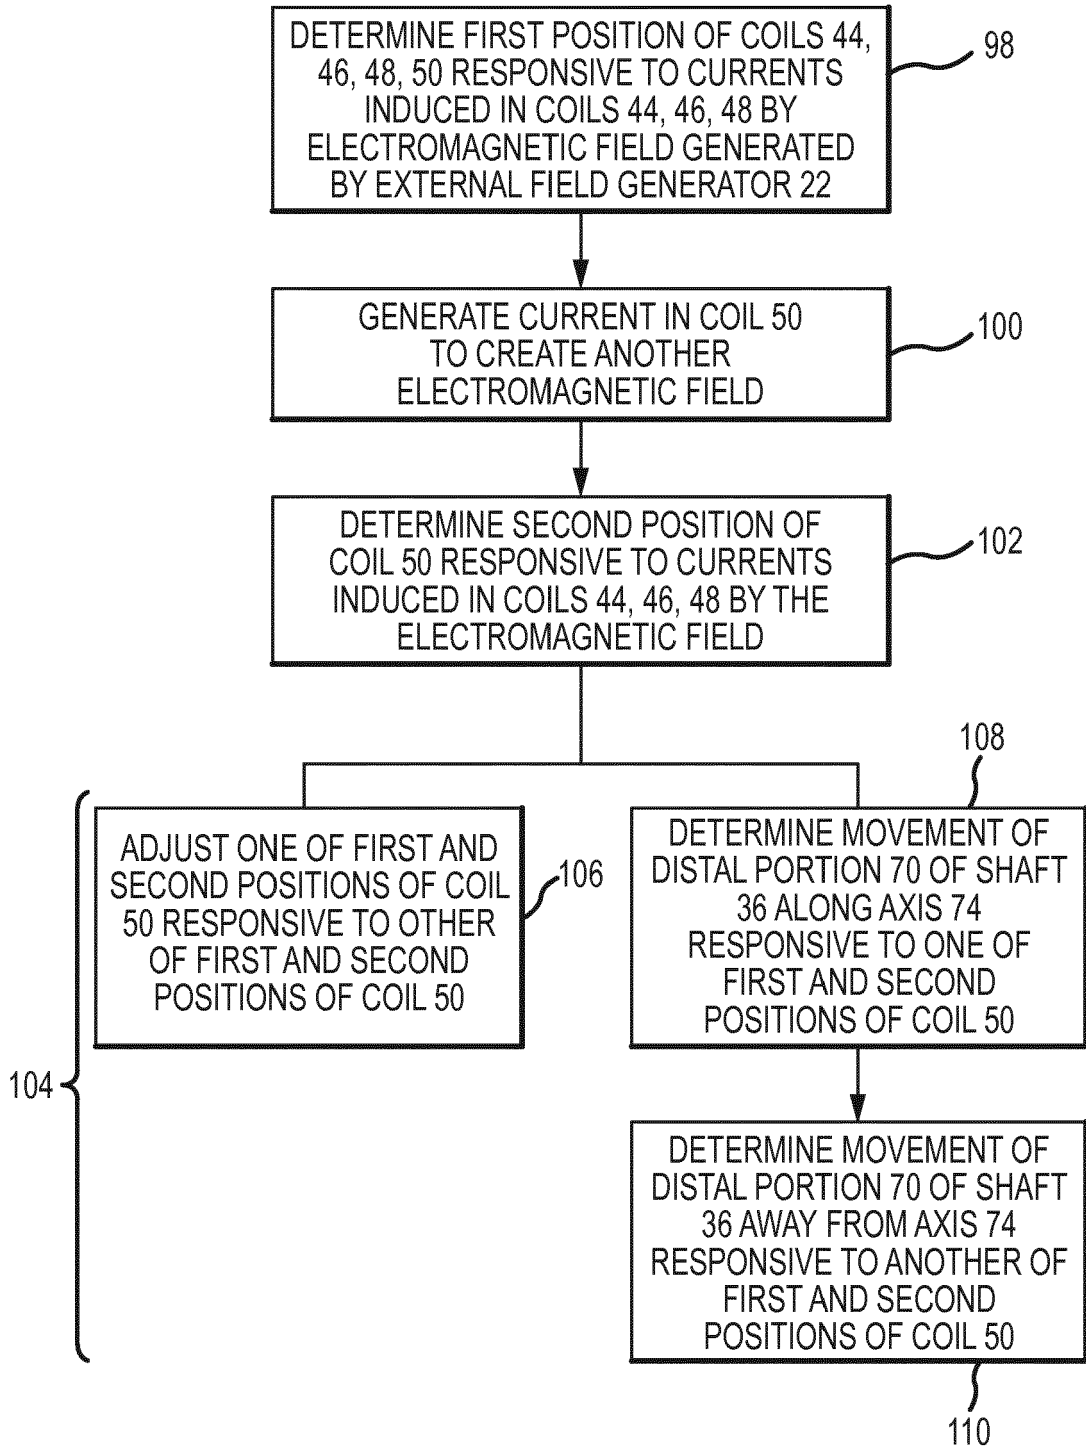 DETERMINE FIRST POSITION OF COILS 44,
46, 48, 50 RESPONSIVE TO CURRENTS
INDUCED IN COILS 44, 46, 48 BY
ELECTROMAGNETIC FIELD GENERATED
BY EXTERNAL FIELD GENERATOR 22
98
GENERATE CURRENT IN COIL 50
TO CREATE ANOTHER
ELECTROMAGNETIC FIELD
100
DETERMINE SECOND POSITION OF
COIL 50 RESPONSIVE TO CURRENTS
INDUCED IN COILS 44, 46, 48 BY THE
ELECTROMAGNETIC FIELD
102
104
ADJUST ONE OF FIRST AND
SECOND POSITIONS OF COIL
50 RESPONSIVE TO OTHER
OF FIRST AND SECOND
POSITIONS OF COIL 50
106
108
DETERMINE MOVEMENT OF
DISTAL PORTION 70 OF SHAFT
36 ALONG AXIS 74
RESPONSIVE TO ONE OF
FIRST AND SECOND
POSITIONS OF COIL 50
DETERMINE MOVEMENT OF
DISTAL PORTION 70 OF SHAFT
36 AWAY FROM AXIS 74
RESPONSIVE TO ANOTHER OF
FIRST AND SECOND
POSITIONS OF COIL 50
110